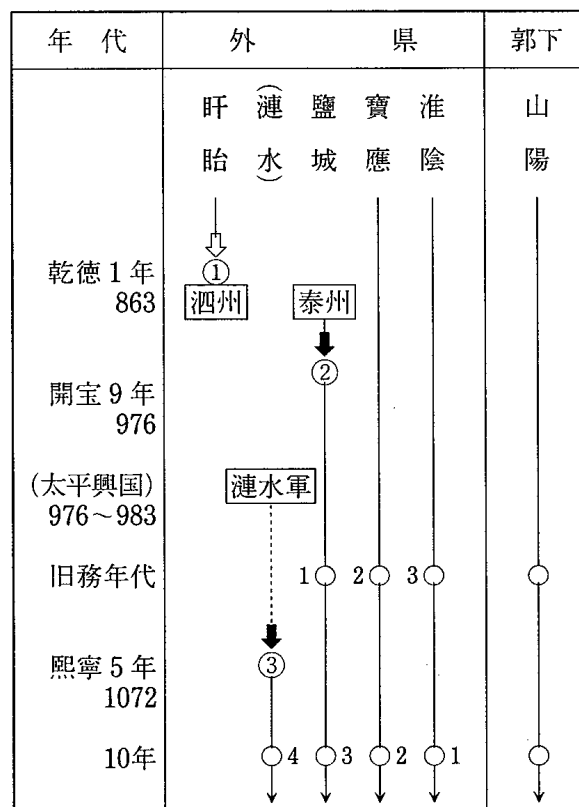 年代 外県 郭下
盱眙 (漣水) 鹽城 寶應 淮陰 山陽
乾徳1年 ①
863 泗州 泰州
②
開宝9年
976
(太平興国) 漣水軍
976～983
旧務年代 1 2 3
熙寧5年 ③
1072
10年 4 3 2 1